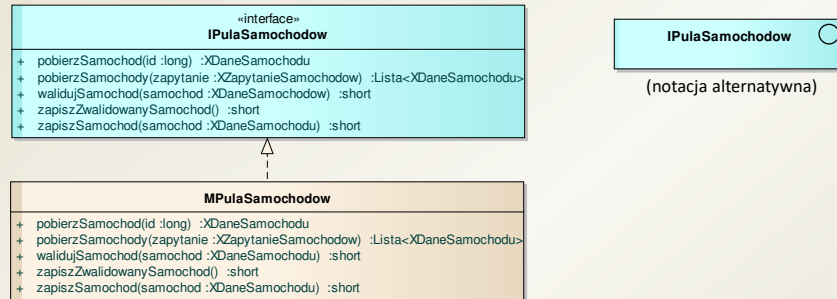 «interface»
IPulaSamochodow
+ pobierzSamochod(id :long) :XDaneSamochodu
+ pobierzSamochody(zapytanie :XZapytanieSamochodow) :Lista<XDaneSamochodu>
+ walidujSamochod(samochod :XDaneSamochodow) :short
+ zapiszZwalidowanySamochod() :short
+ zapiszSamochod(samochod :XDaneSamochodu) :short
IPulaSamochodow
(notacja alternatywna)
MPulaSamochodow
+ pobierzSamochod(id :long) :XDaneSamochodu
+ pobierzSamochody(zapytanie :XZapytanieSamochodow) :Lista<XDaneSamochodu>
+ walidujSamochod(samochod :XDaneSamochodu) :short
+ zapiszZwalidowanySamochod() :short
+ zapiszSamochod(samochod :XDaneSamochodu) :short